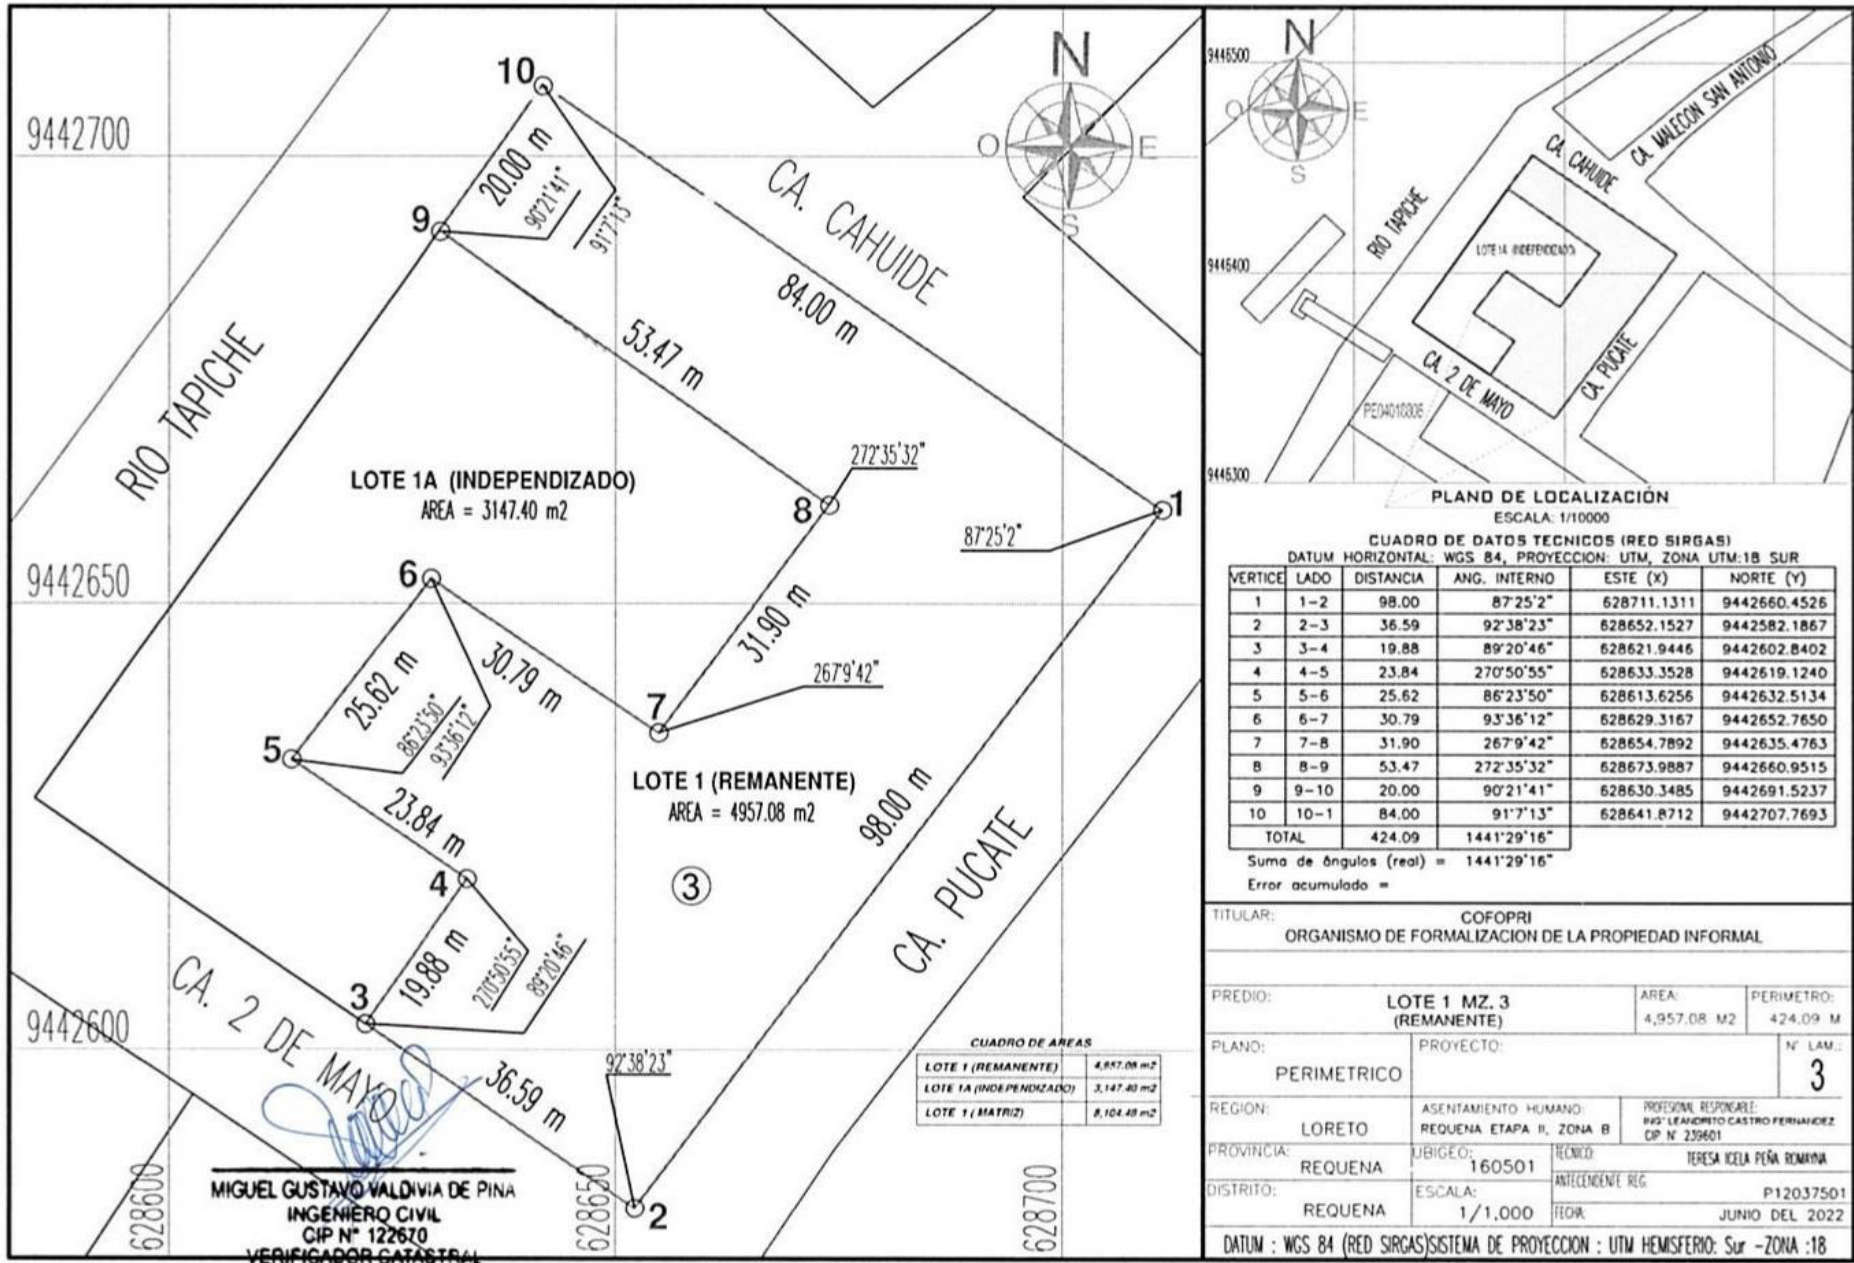 10
N
O
E
S
9442700
20.00 m
90°21'41"
91°7'13"
9
CA. CAHUIDE
84.00 m
53.47 m
RIO TAPICHE
LOTE 1A (INDEPENDIZADO)
AREA = 3147.40 m2
272°35'32"
8
1
87°25'2"
9442650
6
31.90 m
25.62 m
30.79 m
267°9'42"
86°23'50"
93°36'12"
7
5
LOTE 1 (REMANENTE)
AREA = 4957.08 m2
23.84 m
98.00 m
4
3
CA. PUCATE
19.88 m
270°50'55"
89°20'46"
CA. 2 DE MAYO
3
9442600
36.59 m
92°38'23"
2
628600
628650
628700
CUADRO DE AREAS
LOTE 1 (REMANENTE) 4,957.08 m2
LOTE 1A (INDEPENDIZADO) 3,147.40 m2
LOTE 1 ( MATRIZ) 8,104.48 m2
MIGUEL GUSTAVO VALDIVIA DE PINA
INGENIERO CIVIL
CIP N° 122670
VERIFICADOR CATASTRAL
9446500
N
O
E
S
CA. MALECON SAN ANTONIO
CA. CAHUIDE
RIO TAPICHE
LOTE 1A (INDEPENDIZADO)
9446400
CA. PUCATE
CA. 2 DE MAYO
9446300
PLANO DE LOCALIZACIÓN
ESCALA: 1/10000
CUADRO DE DATOS TECNICOS (RED SIRGAS)
DATUM HORIZONTAL: WGS 84, PROYECCION: UTM, ZONA UTM:18 SUR
VERTICE LADO DISTANCIA ANG. INTERNO ESTE (X) NORTE (Y)
1 1-2 98.00 87°25'2" 628711.1311 9442660.4526
2 2-3 36.59 92°38'23" 628652.1527 9442582.1867
3 3-4 19.88 89°20'46" 628621.9446 9442602.8402
4 4-5 23.84 270°50'55" 628633.3528 9442619.1240
5 5-6 25.62 86°23'50" 628613.6256 9442632.5134
6 6-7 30.79 93°36'12" 628629.3167 9442652.7650
7 7-8 31.90 267°9'42" 628654.7892 9442635.4763
8 8-9 53.47 272°35'32" 628673.9887 9442660.9515
9 9-10 20.00 90°21'41" 628630.3485 9442691.5237
10 10-1 84.00 91°7'13" 628641.8712 9442707.7693
TOTAL 424.09 1441°29'16"
Suma de ángulos (real) = 1441°29'16"
Error acumulado =
TITULAR: COFOPRI
ORGANISMO DE FORMALIZACION DE LA PROPIEDAD INFORMAL
PREDIO: LOTE 1 MZ. 3
(REMANENTE)
AREA: 4,957.08 M2
PERIMETRO: 424.09 M
PLANO: PERIMETRICO
PROYECTO:
N° LAM.: 3
REGION: LORETO
ASENTAMIENTO HUMANO:
REQUENA ETAPA II, ZONA B
PROFESIONAL RESPONSABLE:
ING° LEANDRITO CASTRO FERNANDEZ
CIP N° 239601
PROVINCIA: REQUENA
UBIGEO: 160501
TECNICO: TERESA ICELA PEÑA ROMAYNA
ANTECENDENTE REG. P12037501
DISTRITO: REQUENA
ESCALA: 1/1,000
FECHA: JUNIO DEL 2022
DATUM : WGS 84 (RED SIRGAS)SISTEMA DE PROYECCION : UTM HEMISFERIO: Sur -ZONA :18